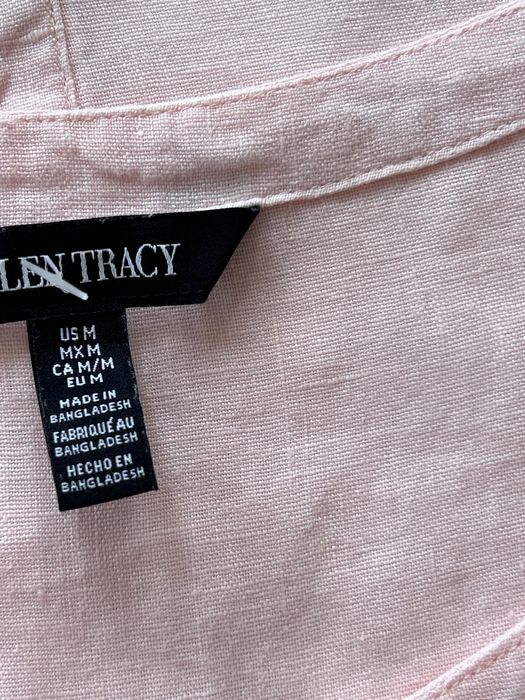 LEN TRACY
US M
MX M
CA M/M
EU M
MADE IN
BANGLADESH
FABRIQUÉ AU
BANGLADESH
HECHO EN
BANGLADESH